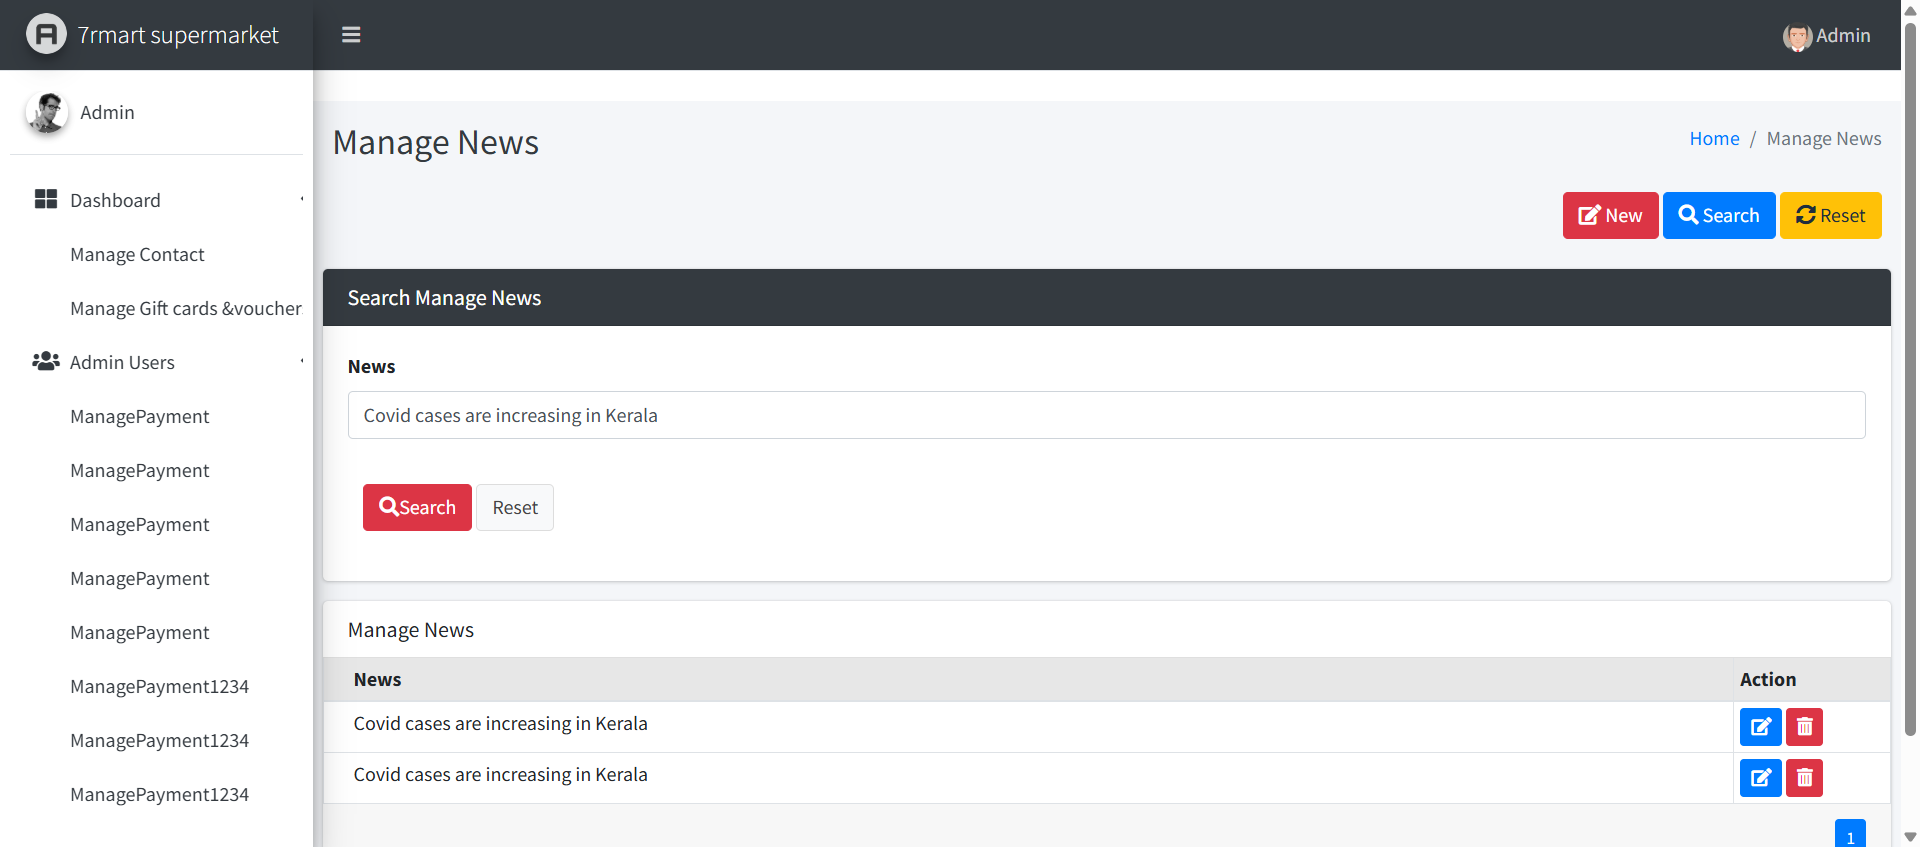 7rmart supermarket
Admin
Admin
Dashboard
Manage Contact
Manage Gift cards &voucher
Admin Users
ManagePayment
ManagePayment
ManagePayment
ManagePayment
ManagePayment
ManagePayment1234
ManagePayment1234
ManagePayment1234
Manage News
Home / Manage News
New Search Reset
Search Manage News
News
Covid cases are increasing in Kerala
Search Reset
Manage News
News Action
Covid cases are increasing in Kerala
Covid cases are increasing in Kerala
1